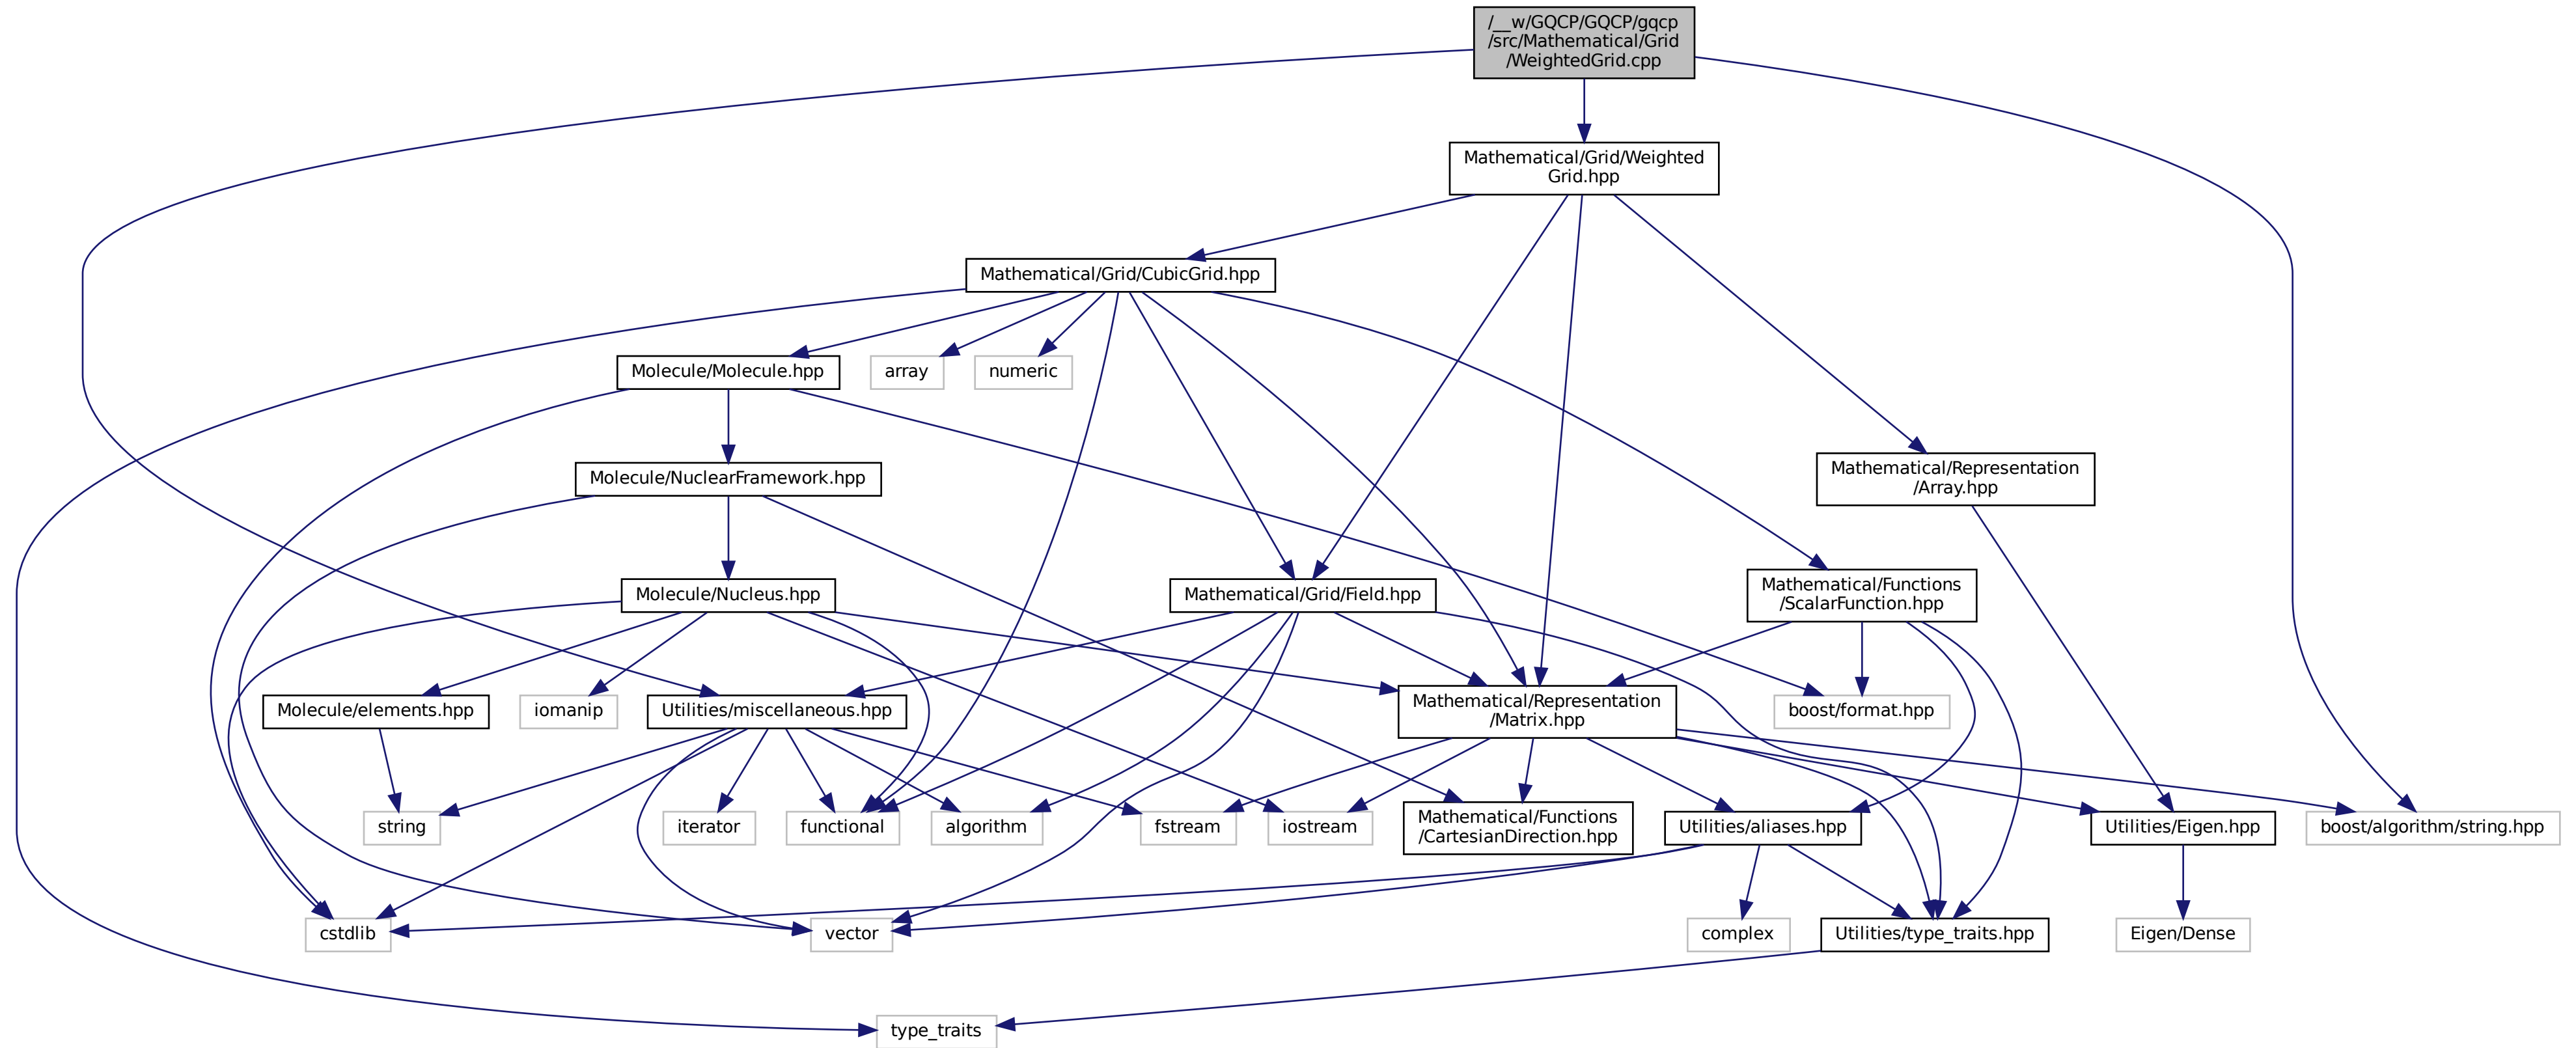 /__w/GQCP/GQCP/gqcp
/src/Mathematical/Grid
/WeightedGrid.cpp
Mathematical/Grid/Weighted
Grid.hpp
Mathematical/Grid/CubicGrid.hpp
Molecule/Molecule.hpp
array
numeric
Molecule/NuclearFramework.hpp
Mathematical/Representation
/Array.hpp
Molecule/Nucleus.hpp
Mathematical/Grid/Field.hpp
Mathematical/Functions
/ScalarFunction.hpp
Molecule/elements.hpp
iomanip
Utilities/miscellaneous.hpp
Mathematical/Representation
/Matrix.hpp
boost/format.hpp
string
iterator
functional
algorithm
fstream
iostream
Mathematical/Functions
/CartesianDirection.hpp
Utilities/aliases.hpp
Utilities/Eigen.hpp
boost/algorithm/string.hpp
cstdlib
vector
complex
Utilities/type_traits.hpp
Eigen/Dense
type_traits